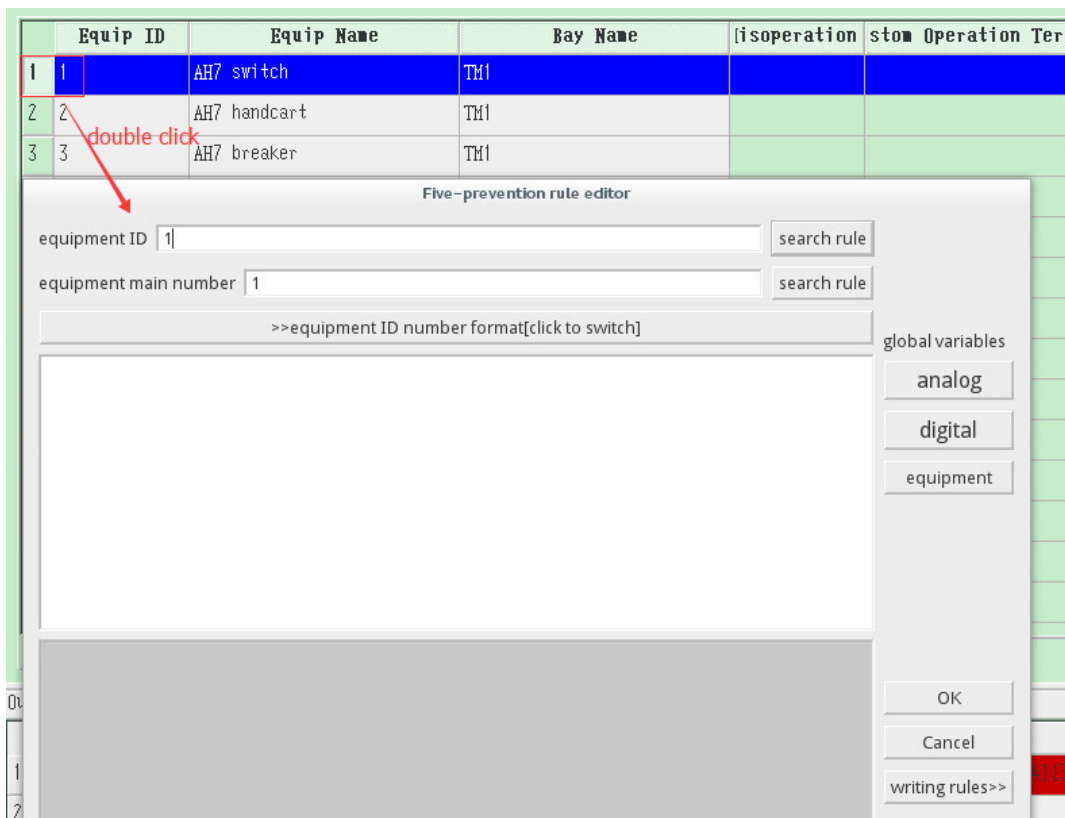 Equip ID Equip Name Bay Name [isoperation stom Operation Ter
1 1 AH7 switch TM1
2 2 AH7 handcart TM1
double click
3 3 AH7 breaker TM1
Five-prevention rule editor
equipment ID 1 search rule
equipment main number 1 search rule
>>equipment ID number format[click to switch]
global variables
analog
digital
equipment
OK
Cancel
1
writing rules>>
2